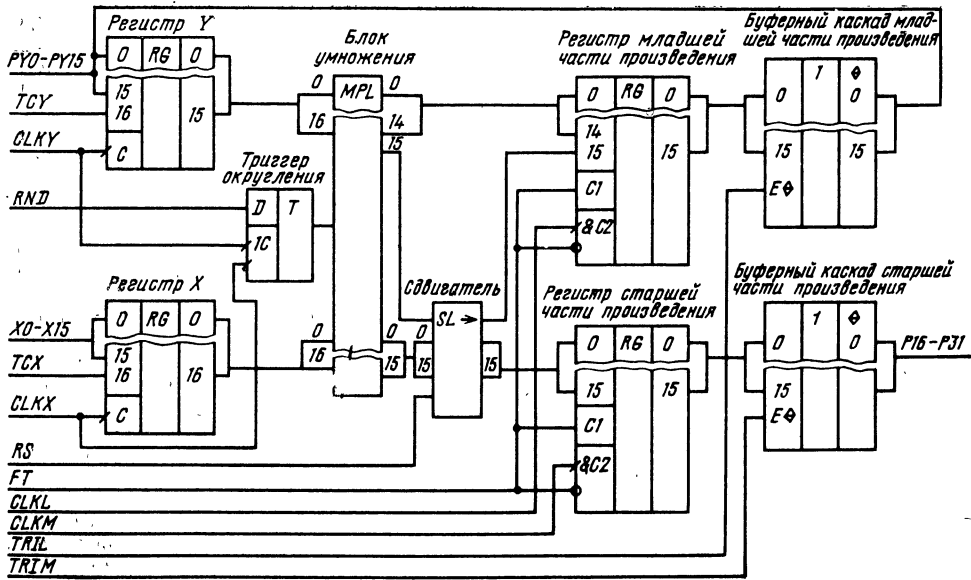 Регистр Y
Блок
умножения
Регистр младшей
части произведения
Буферный каскад млад-
шей части произведения
PY0-PY15
TCY
CLKY
RND
0 RG 0
15
16 15
C
Триггер
округления
D T
1C
0 MPL 0
16 14
15
0 RG 0
14
15 15
C1
&C2
1 ⊖
0 0
15 15
E⊖
Регистр X
X0-X15
TCX
CLKX
RS
FT
CLKL
CLKM
TRIL
TRIM
0 RG 0
15
16 16
C
0 0
16 15
Сдвигатель
0 SL→
15 15
Регистр старшей
части произведения
0 RG 0
15 15
C1
&C2
Буферный каскад старшей
части произведения
1 ⊖
0 0
15 15
E⊖
P16-P31